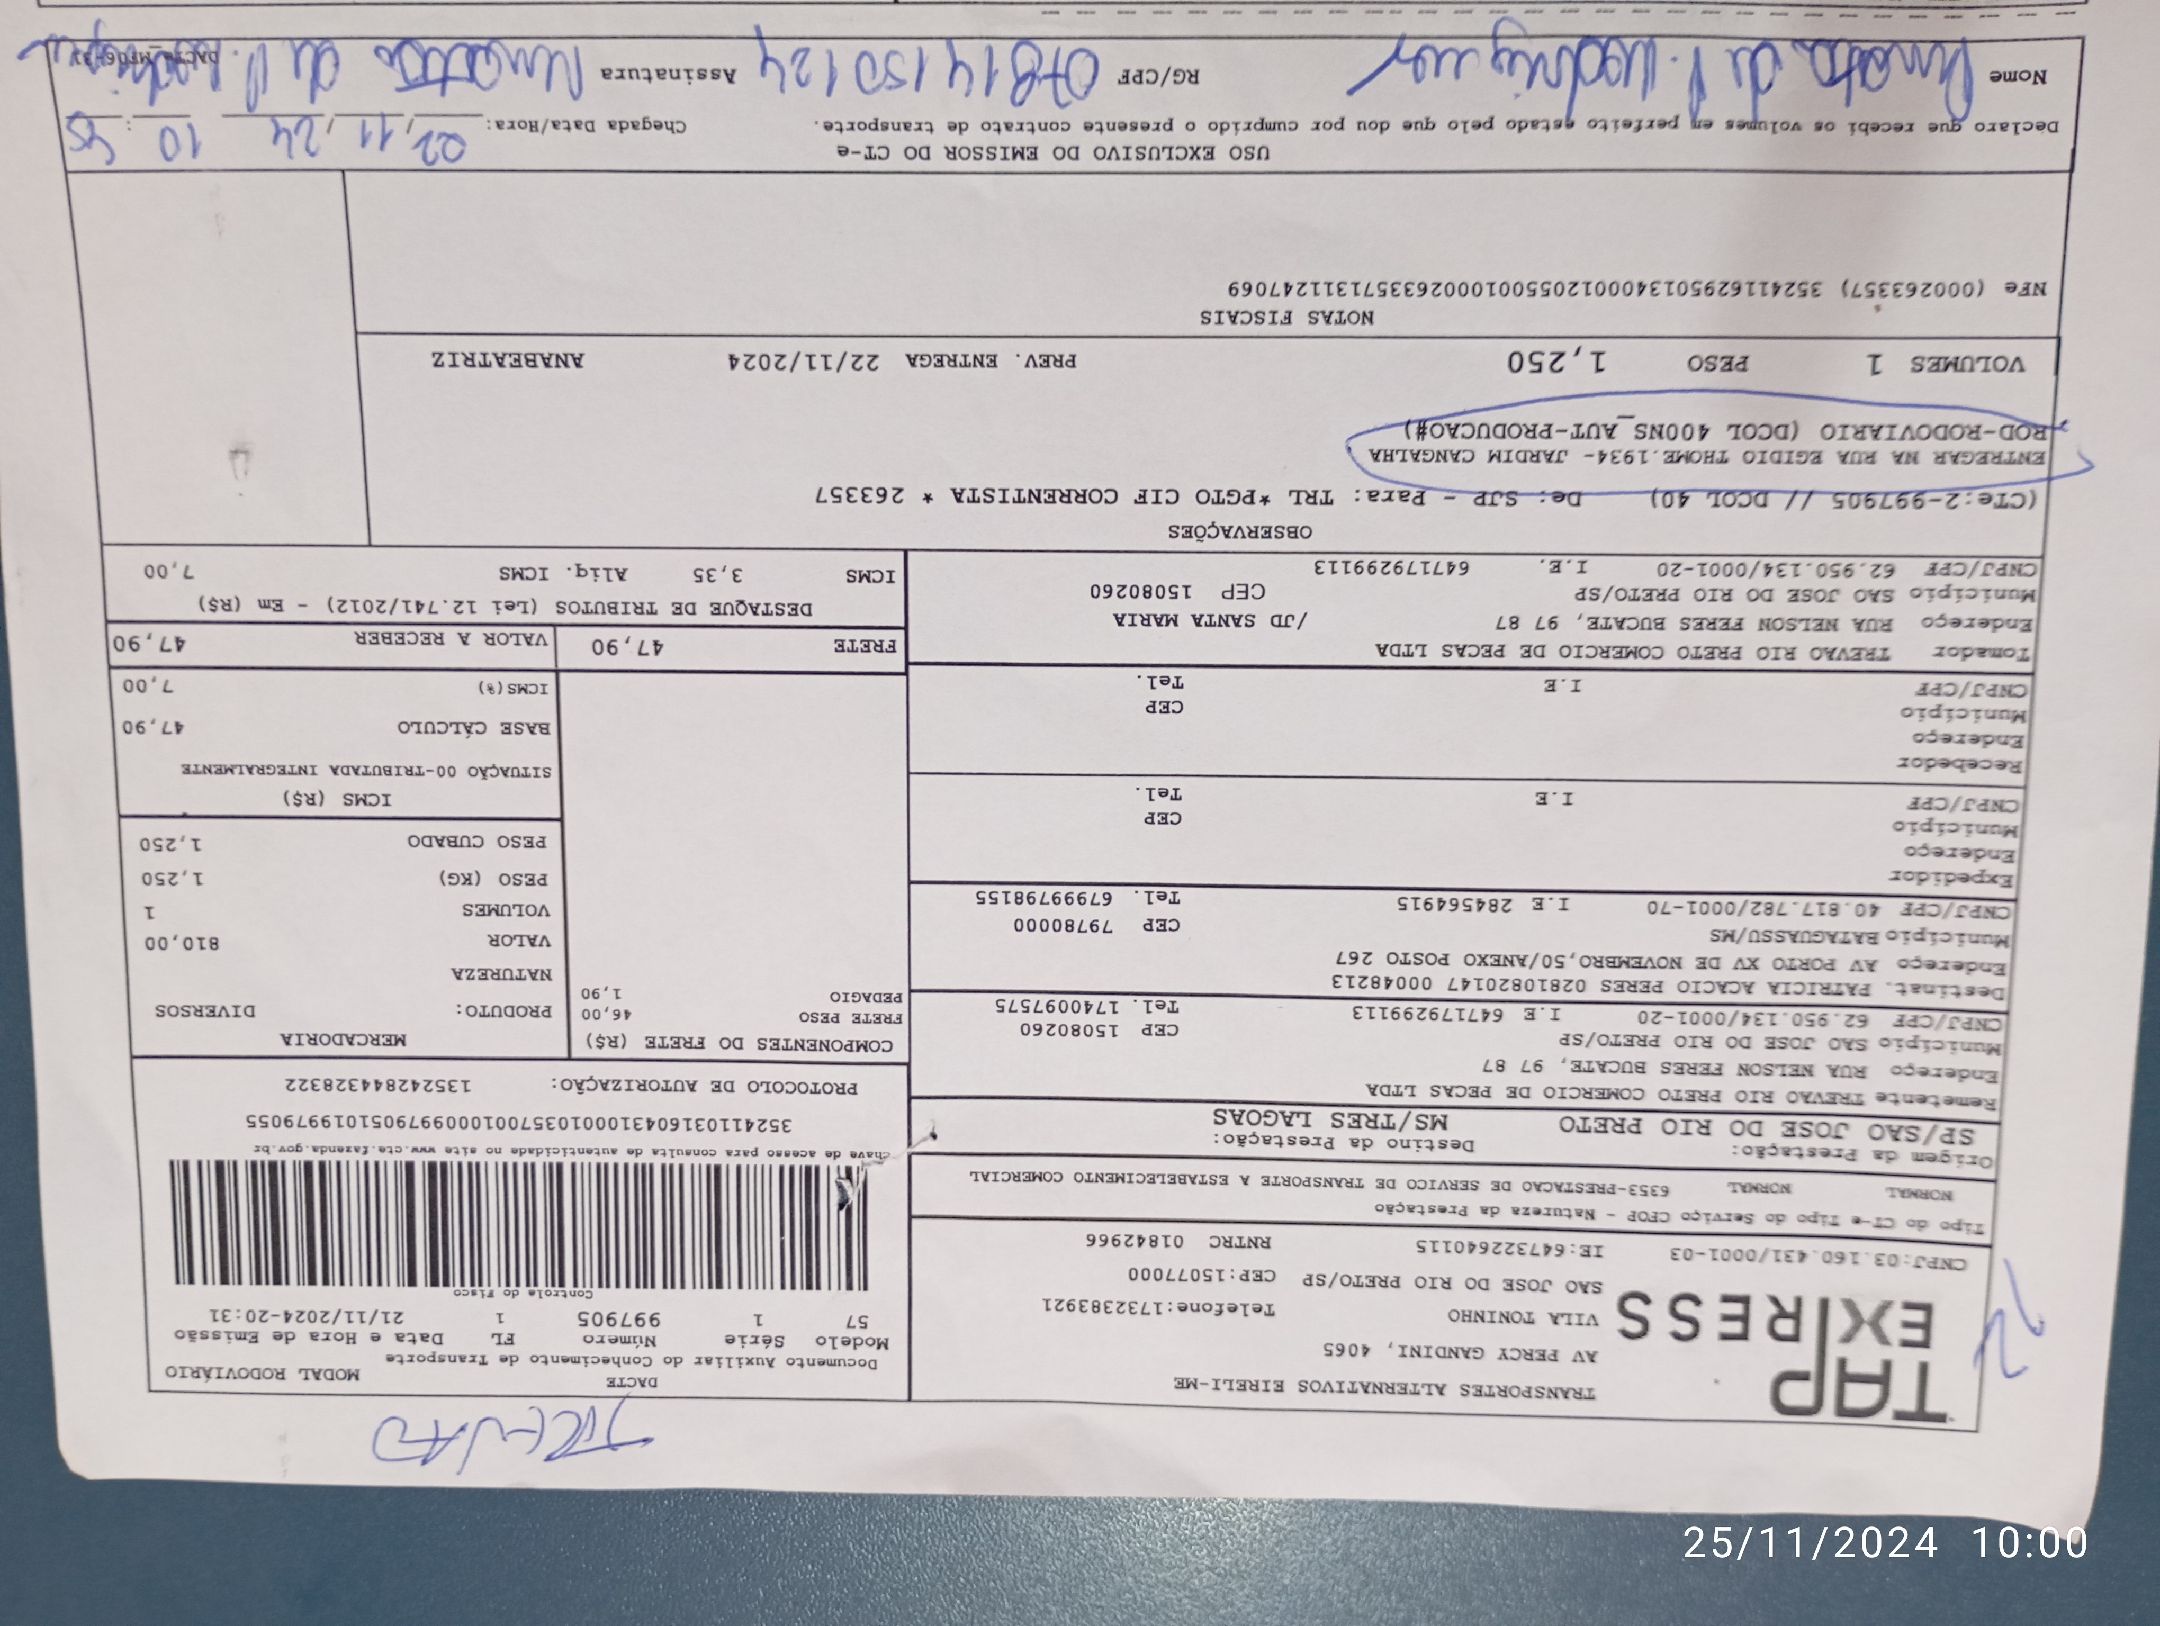 TREVAO
TAP
EXPRESS
TRANSPORTES ALTERNATIVOS EIRELI-ME
AV PERCY GANDINI, 4065
VILA TONINHO Telefone:1732383921
SAO JOSE DO RIO PRETO/SP CEP:15077000
CNPJ:03.160.431/0001-03 IE:647322640115 RNTRC 01842966
DACTE MODAL RODOVIÁRIO
Documento Auxiliar do Conhecimento de Transporte
Modelo Série Número FL Data e Hora de Emissão
57 1 997905 1 21/11/2024-20:31
Controle do Fisco
Chave de acesso para consulta de autenticidade no site www.cte.fazenda.gov.br
35241103160431000103570010009979051019979055
PROTOCOLO DE AUTORIZAÇÃO: 135242844328322
Tipo do CT-e Tipo do Serviço CFOP - Natureza da Prestação
NORMAL NORMAL 6353-PRESTACAO DE SERVICO DE TRANSPORTE A ESTABELECIMENTO COMERCIAL
Origem da Prestação: Destino da Prestação:
SP/SAO JOSE DO RIO PRETO MS/TRES LAGOAS
Remetente TREVAO RIO PRETO COMERCIO DE PECAS LTDA
Endereço RUA NELSON FERES BUCATE, 97 87
Município SAO JOSE DO RIO PRETO/SP CEP 15080260
CNPJ/CPF 62.950.134/0001-20 I.E 647179299113 Tel. 1740097575
Destinat. PATRICIA ACACIO PERES 02810820147 00048213
Endereço AV PORTO XV DE NOVEMBRO,50/ANEXO POSTO 267
Município BATAGUASSU/MS CEP 79780000
CNPJ/CPF 40.817.782/0001-70 I.E 284564915 Tel. 67999798155
Expedidor
Endereço
Município CEP
CNPJ/CPF I.E Tel.
Recebedor
Endereço
Município CEP
CNPJ/CPF I.E Tel.
Tomador TREVAO RIO PRETO COMERCIO DE PECAS LTDA
Endereço RUA NELSON FERES BUCATE, 97 87 /JD SANTA MARIA
Município SAO JOSE DO RIO PRETO/SP CEP 15080260
CNPJ/CPF 62.950.134/0001-20 I.E. 647179299113
COMPONENTES DO FRETE (R$)
FRETE PESO 46,00
PEDAGIO 1,90
MERCADORIA
PRODUTO: DIVERSOS
NATUREZA
VALOR 810,00
VOLUMES 1
PESO (KG) 1,250
PESO CUBADO 1,250
ICMS (R$)
SITUAÇÃO 00-TRIBUTADA INTEGRALMENTE
BASE CÁLCULO 47,90
ICMS(%) 7,00
FRETE 47,90 VALOR A RECEBER 47,90
DESTAQUE DE TRIBUTOS (Lei 12.741/2012) - Em (R$)
ICMS 3,35 Aliq. ICMS 7,00
OBSERVAÇÕES
(CTe:2-997905 // DCOL 40) De: SJP - Para: TRL *PGTO CIF CORRENTISTA * 263357
ENTREGAR NA RUA EGIDIO THOME.1934- JARDIM CANGALHA
ROD-RODOVIARIO (DCOL 400NS_AUT-PRODUCAO#)
VOLUMES 1 PESO 1,250 PREV. ENTREGA 22/11/2024 ANABEATRIZ
NOTAS FISCAIS
NFe (000263357) 35241162950134000120550010002633571311247069
USO EXCLUSIVO DO EMISSOR DO CT-e
Declaro que recebi os volumes em perfeito estado pelo que dou por cumprido o presente contrato de transporte. Chegada Data/Hora: 22/11/24 10:45
Nome Renata de P. Rodrigues RG/CPF 07814150124 Assinatura Renata de P. Rodrigues
25/11/2024 10:00